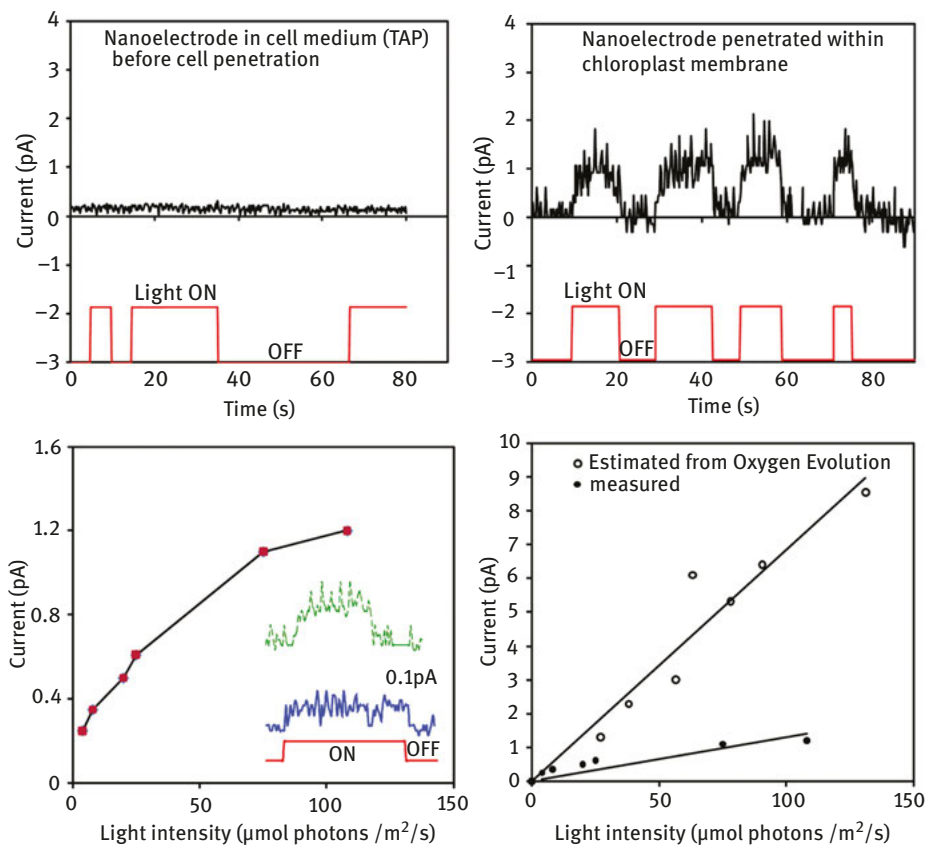 Nanoelectrode in cell medium (TAP)
before cell penetration
4
3
2
1
0
−1
−2
−3
Current (pA)
Light ON
OFF
0
20
40
60
80
Time (s)
Nanoelectrode penetrated within
chloroplast membrane
4
3
2
1
0
−1
−2
−3
Current (pA)
Light ON
OFF
0
20
40
60
80
Time (s)
1.6
1.2
0.8
0.4
0
Current (pA)
0.1pA
ON
OFF
0
50
100
150
Light intensity (µmol photons /m²/s)
10
9
8
7
6
5
4
3
2
1
0
Current (pA)
Estimated from Oxygen Evolution
measured
0
50
100
150
Light intensity (µmol photons /m²/s)